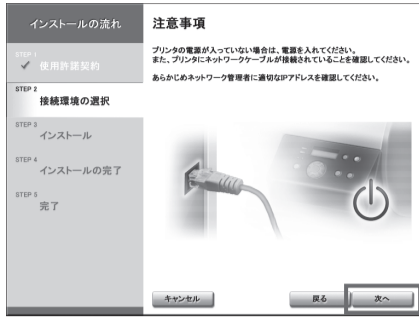 インストールの流れ
STEP 1
使用許諾契約
STEP 2
接続環境の選択
STEP 3
インストール
STEP 4
インストールの完了
STEP 5
完了
注意事項
プリンタの電源が入っていない場合は、電源を入れてください。
また、プリンタにネットワークケーブルが接続されていることを確認してください。
あらかじめネットワーク管理者に適切なIPアドレスを確認してください。
キャンセル
戻る
次へ